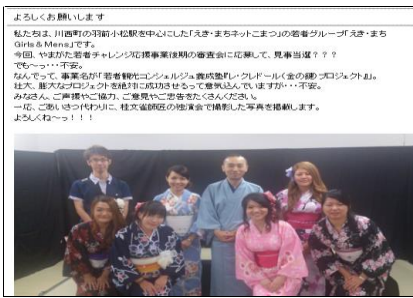 よろしくお願いします
私たちは、川西町の羽前小松駅を中心にした「えき・まちネットこまつ」の若者グループ「えき・まち
Girls & Mens」です。
今回、やまがた若者チャレンジ応援事業後期の審査会に応募して、見事当選???
でも～っ・・・不安。
なんでって、事業名が「若者観光コンシェルジュ養成塾『レ・クレドール(金の鍵)プロジェクト』」。
壮大、膨大なプロジェクトを絶対に成功させるって意気込んでいますが・・・不安。
みなさん、ご声援やご協力、ご意見やご忠告をたくさんください。
一応、ごあいさつ代わりに、桂文雀師匠の独演会で撮影した写真を掲載します。
よろしくね～っ!!!